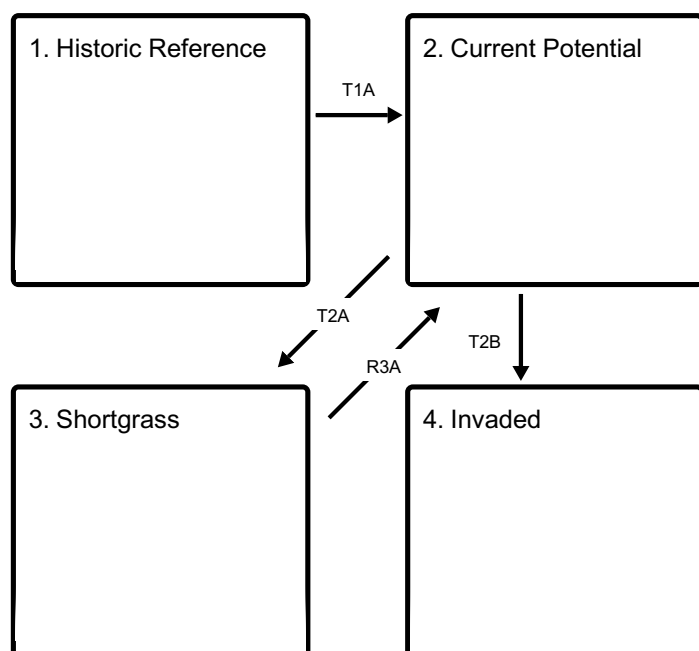 1. Historic Reference
2. Current Potential
T1A
T2A
R3A
T2B
3. Shortgrass
4. Invaded